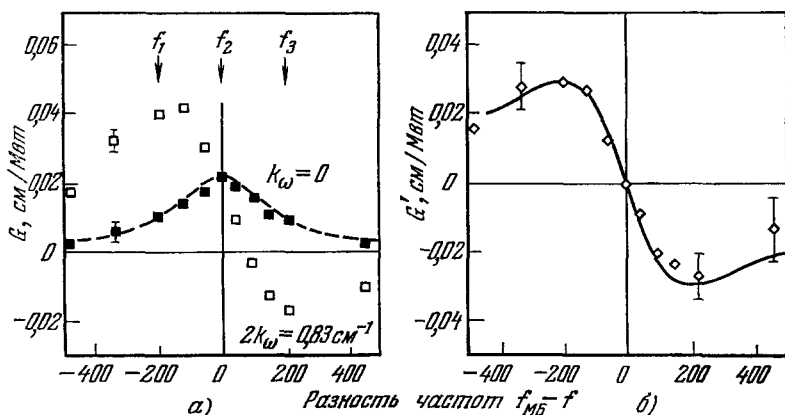 0,06
f₁ f₂ f₃
0,04
0,02
0
-0,02
G, см/Мвт
k_ω=0
2k_ω=0,83 см⁻¹
-400 -200 0 200 400
а)
0,04
0,02
0
-0,02
-0,04
G', см/Мвт
-400 -200 0 200 400
Разность частот f_МБ-f
б)